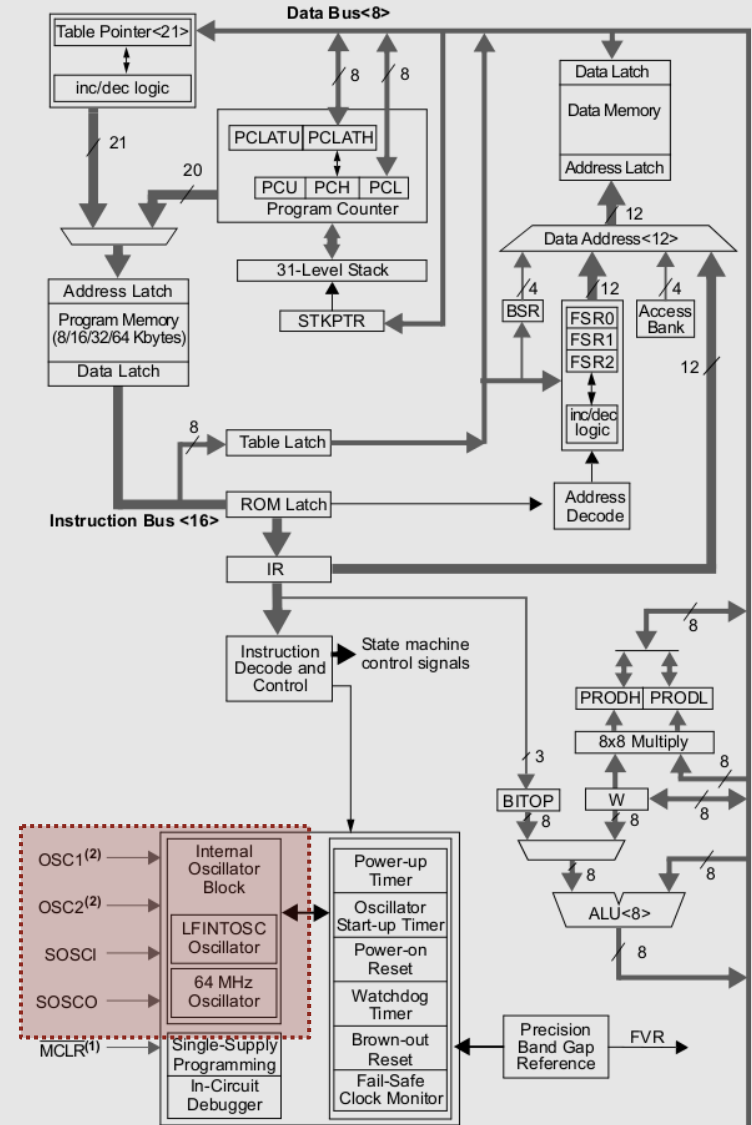 Data Bus<8>
Table Pointer<21>
inc/dec logic
21
20
8
8
PCLATU
PCLATH
PCU
PCH
PCL
Program Counter
31-Level Stack
STKPTR
Data Latch
Data Memory
Address Latch
12
Data Address<12>
4
12
4
BSR
FSR0
FSR1
FSR2
inc/dec
logic
Access
Bank
12
Address
Decode
Address Latch
Program Memory
(8/16/32/64 Kbytes)
Data Latch
8
Table Latch
ROM Latch
Instruction Bus <16>
IR
Instruction
Decode and
Control
State machine
control signals
8
PRODH
PRODL
8x8 Multiply
8
3
BITOP
W
8
8
8
8
8
ALU<8>
8
OSC1(2)
OSC2(2)
SOSCI
SOSCO
MCLR(1)
Internal
Oscillator
Block
LFINTOSC
Oscillator
64 MHz
Oscillator
Single-Supply
Programming
In-Circuit
Debugger
Power-up
Timer
Oscillator
Start-up Timer
Power-on
Reset
Watchdog
Timer
Brown-out
Reset
Fail-Safe
Clock Monitor
Precision
Band Gap
Reference
FVR